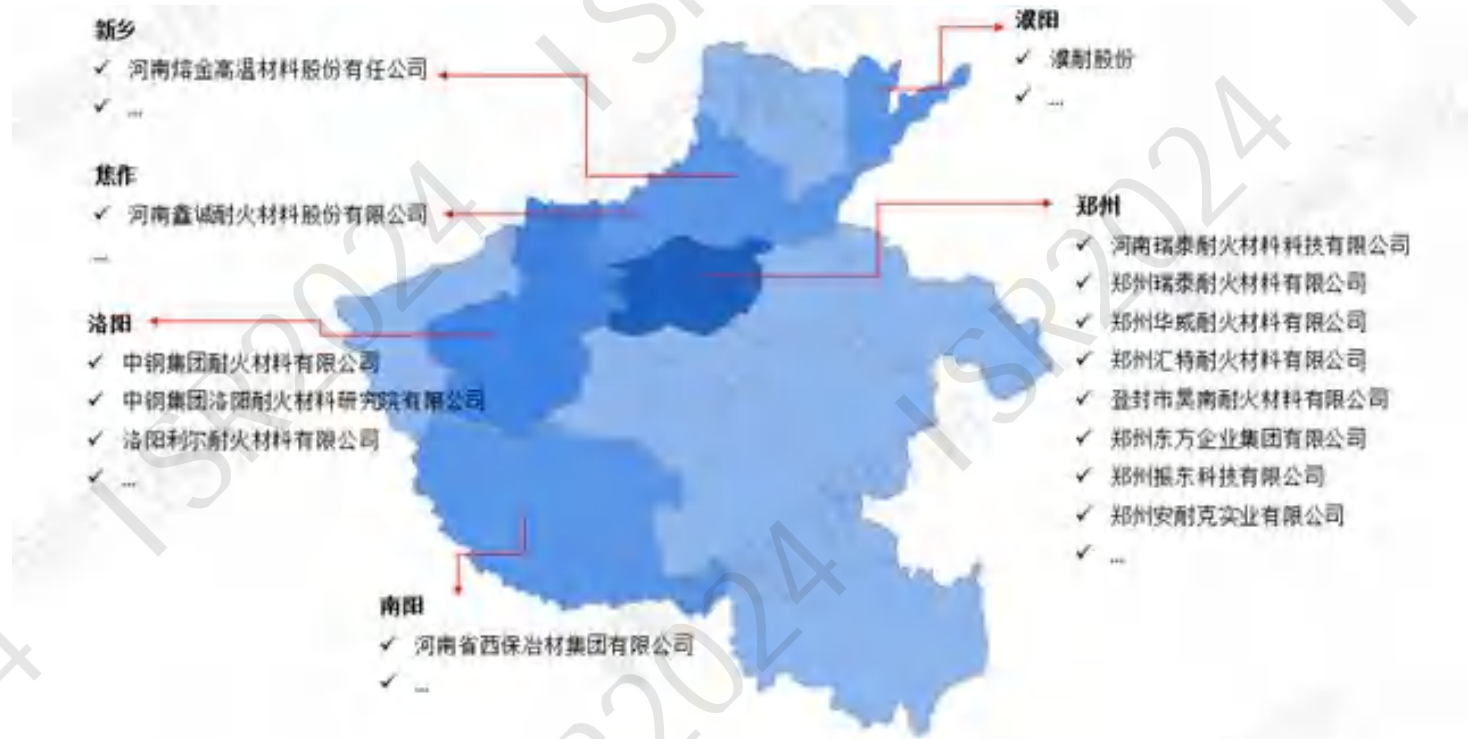 新乡
✓ 河南熔金高温材料股份有任公司
✓ ...
焦作
✓ 河南鑫诚耐火材料股份有限公司
...
洛阳
✓ 中钢集团耐火材料有限公司
✓ 中钢集团洛阳耐火材料研究院有限公司
✓ 洛阳利尔耐火材料有限公司
✓ ...
南阳
✓ 河南省西保冶材集团有限公司
✓ ...
濮阳
✓ 濮耐股份
✓ ...
郑州
✓ 河南瑞泰耐火材料科技有限公司
✓ 郑州瑞泰耐火材料有限公司
✓ 郑州华威耐火材料有限公司
✓ 郑州汇特耐火材料有限公司
✓ 登封市昊南耐火材料有限公司
✓ 郑州东方企业集团有限公司
✓ 郑州振东科技有限公司
✓ 郑州安耐克实业有限公司
✓ ...
ISR2024
ISR2024
ISR2024